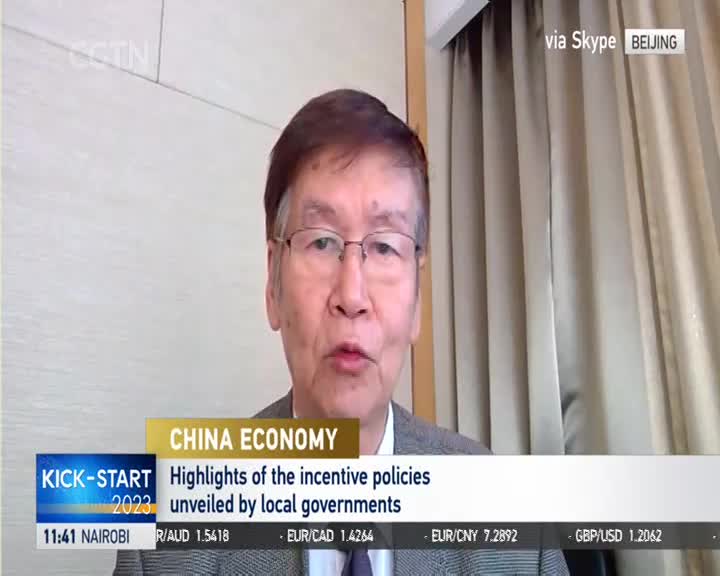 CGTN
via Skype BEIJING
CHINA ECONOMY
KICK-START
2023
Highlights of the incentive policies
unveiled by local governments
11:41 NAIROBI R/AUD 1.5418 - EUR/CAD 1.4264 - EUR/CNY 7.2892 - GBP/USD 1.2062